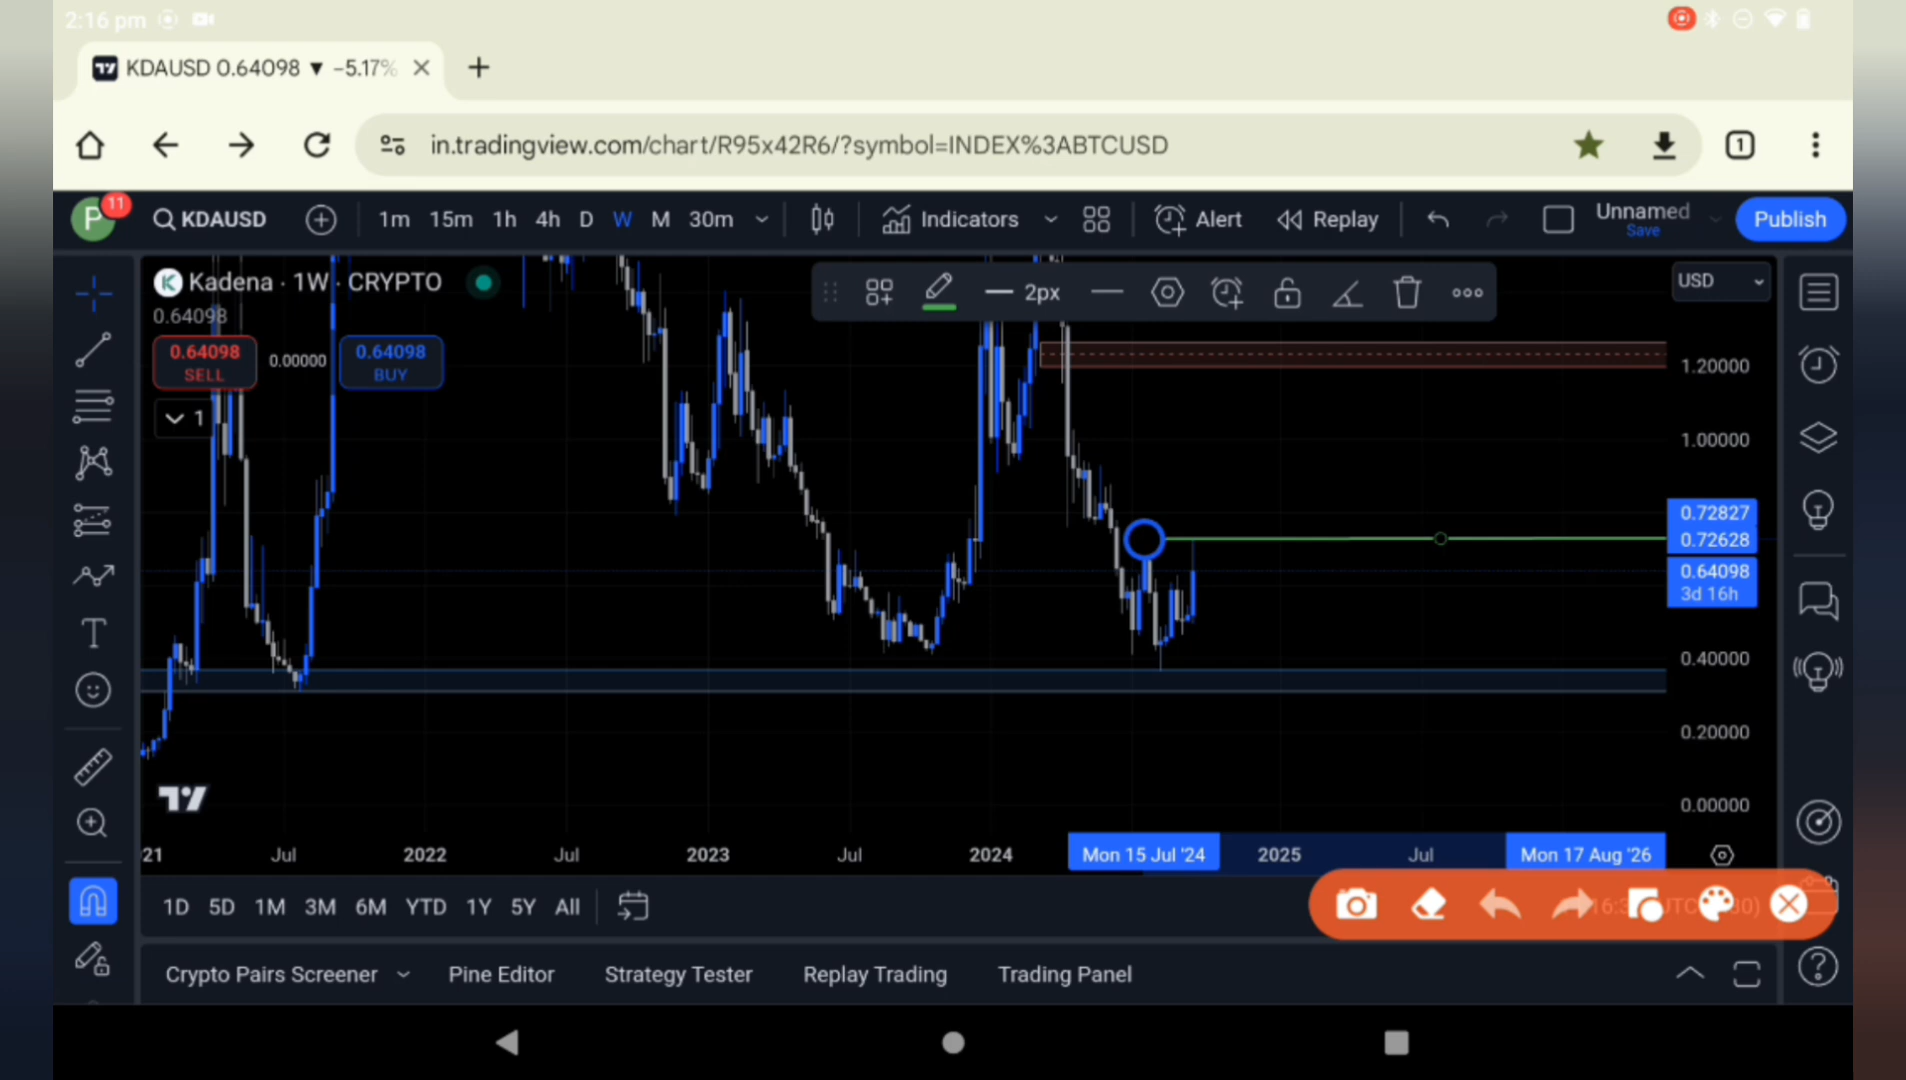 2:16 pm
KDAUSD 0.64098 ▼ −5.17%
in.tradingview.com/chart/R95x42R6/?symbol=INDEX%3ABTCUSD
1
P
11
KDAUSD
1m 15m 1h 4h D W M 30m
Indicators
Alert
Replay
Unnamed
Save
Publish
Kadena · 1W · CRYPTO
0.64098
0.64098
SELL
0.00000
0.64098
BUY
1
2px
USD
1.20000
1.00000
0.72827
0.72628
0.64098
3d 16h
0.40000
0.20000
0.00000
21 Jul 2022 Jul 2023 Jul 2024 Mon 15 Jul '24 2025 Jul Mon 17 Aug '26
1D 5D 1M 3M 6M YTD 1Y 5Y All
Crypto Pairs Screener Pine Editor Strategy Tester Replay Trading Trading Panel